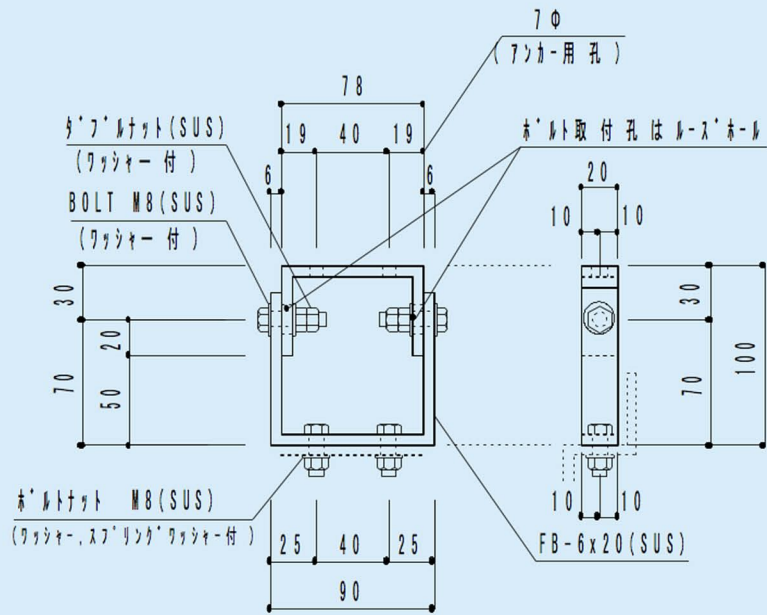 7Φ
(アンカー用 孔)
78
ダブルナット(SUS)
(ワッシャー 付)
19 40 19
ボルト取 付 孔 は ルーズホール
6 6
20
BOLT M8(SUS)
(ワッシャー 付)
10 10
30
20
70
50
30
70
100
ボルトナット M8(SUS)
(ワッシャー,スプリングワッシャー付)
25 40 25
90
10 10
FB-6x20(SUS)